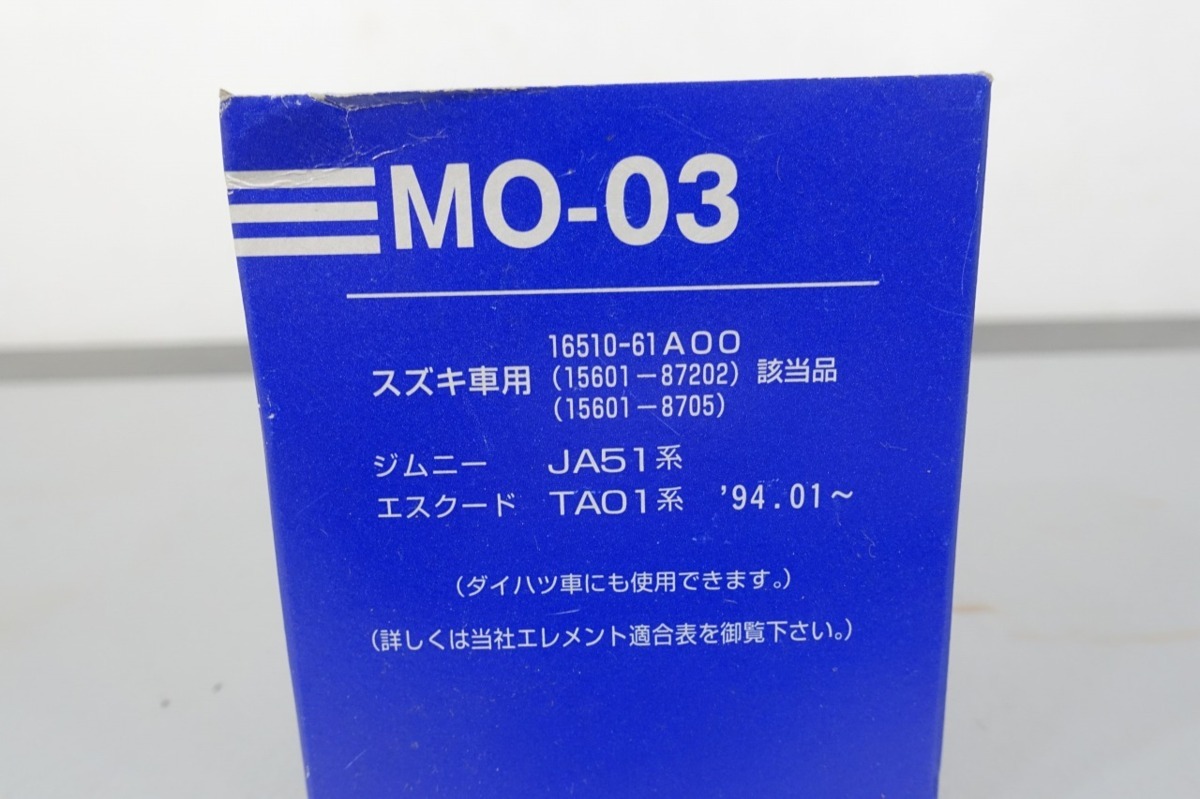 MO-03
16510-61A00
スズキ車用 (15601-87202) 該当品
(15601-8705)
ジムニー JA51系
エスクード TA01系 '94.01～
(ダイハツ車にも使用できます。)
(詳しくは当社エレメント適合表を御覧下さい。)